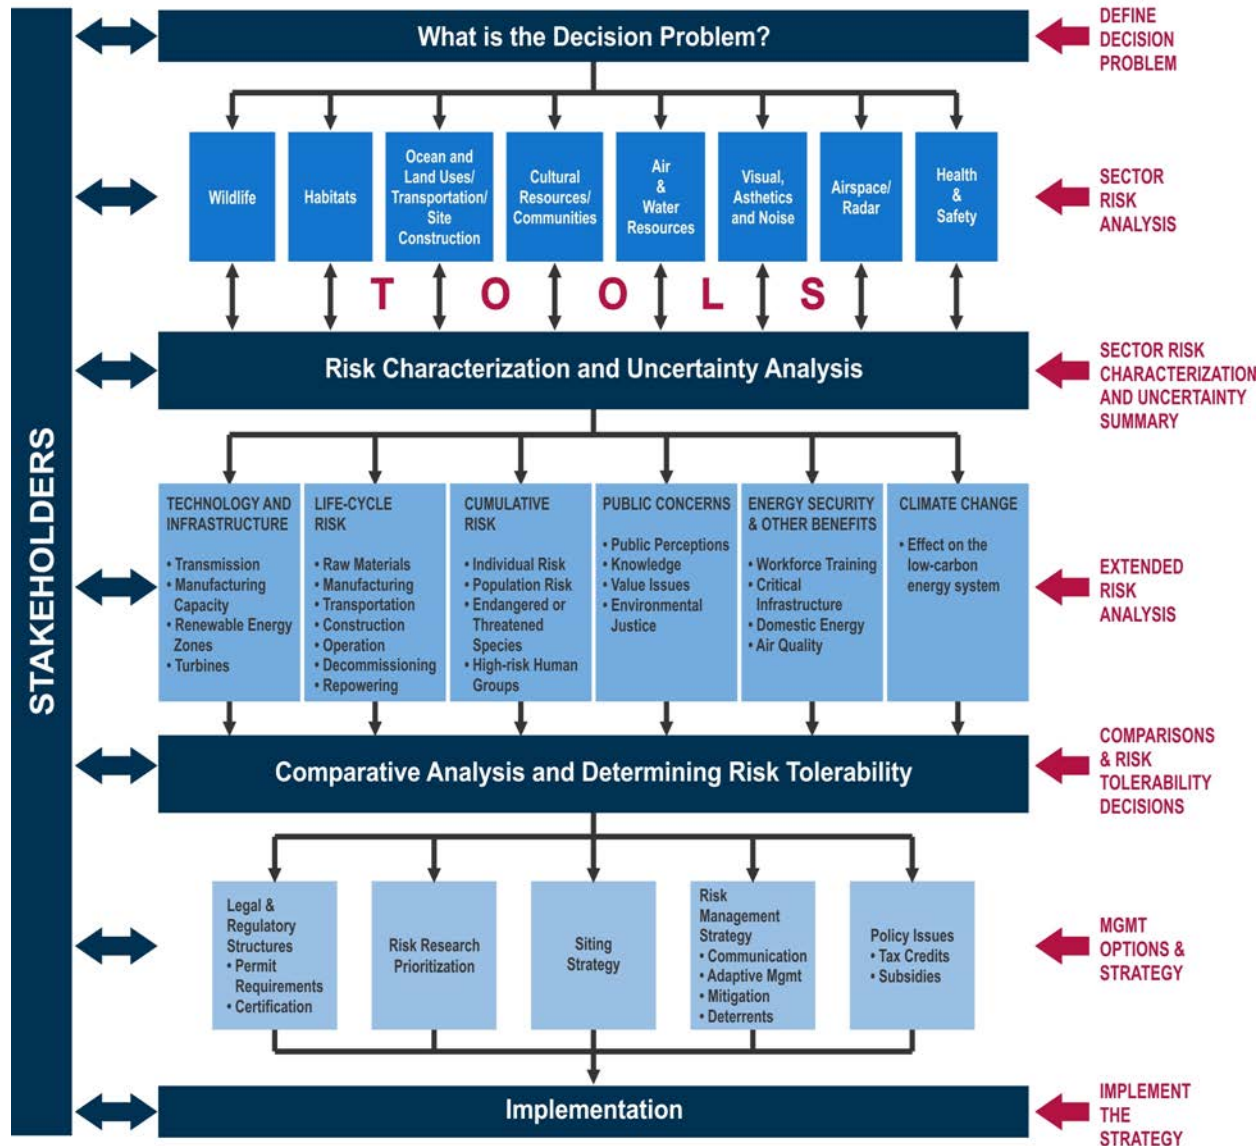 STAKEHOLDERS
What is the Decision Problem?
DEFINE
DECISION
PROBLEM
Wildlife
Habitats
Ocean and
Land Uses/
Transportation/
Site
Construction
Cultural
Resources/
Communities
Air
&
Water
Resources
Visual,
Asthetics
and Noise
Airspace/
Radar
Health
&
Safety
SECTOR
RISK
ANALYSIS
T O O L S
Risk Characterization and Uncertainty Analysis
SECTOR RISK
CHARACTERIZATION
AND UNCERTAINTY
SUMMARY
TECHNOLOGY AND
INFRASTRUCTURE
• Transmission
• Manufacturing
Capacity
• Renewable Energy
Zones
• Turbines
LIFE-CYCLE
RISK
• Raw Materials
• Manufacturing
• Transportation
• Construction
• Operation
• Decommissioning
• Repowering
CUMULATIVE
RISK
• Individual Risk
• Population Risk
• Endangered or
Threatened
Species
• High-risk Human
Groups
PUBLIC CONCERNS
• Public Perceptions
• Knowledge
• Value Issues
• Environmental
Justice
ENERGY SECURITY
& OTHER BENEFITS
• Workforce Training
• Critical
Infrastructure
• Domestic Energy
• Air Quality
CLIMATE CHANGE
• Effect on the
low-carbon
energy system
EXTENDED
RISK
ANALYSIS
Comparative Analysis and Determining Risk Tolerability
COMPARISONS
& RISK
TOLERABILITY
DECISIONS
Legal &
Regulatory
Structures
• Permit
Requirements
• Certification
Risk Research
Prioritization
Siting
Strategy
Risk
Management
Strategy
• Communication
• Adaptive Mgmt
• Mitigation
• Deterrents
Policy Issues
• Tax Credits
• Subsidies
MGMT
OPTIONS &
STRATEGY
Implementation
IMPLEMENT
THE
STRATEGY